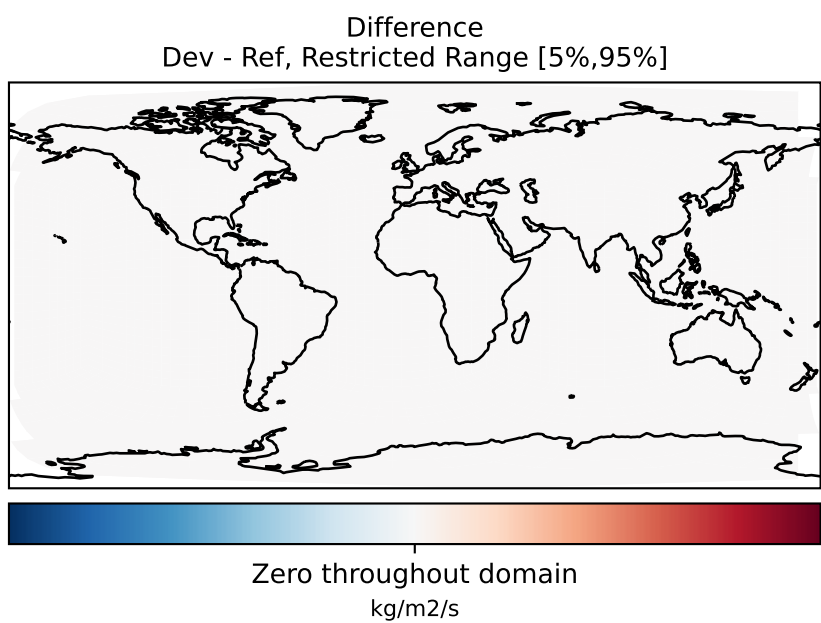 Difference
Dev - Ref, Restricted Range [5%,95%]
Zero throughout domain
kg/m2/s